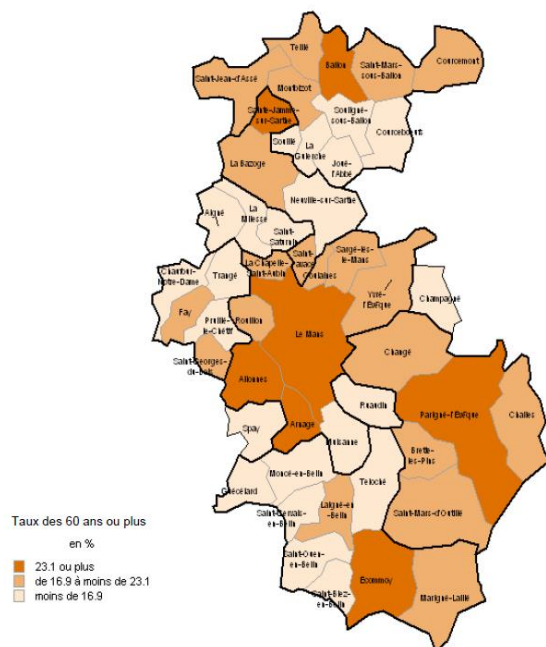 Teillé
Ballon
Saint-Mars-
sous-Ballon
Courcemont
Saint-Jean-d'Assé
Montbizot
Sainte-Jamme-
sur-Sarthe
Souligné-
sous-Ballon
Courceboeufs
Souillé
La
Guierche
Joué-
l'Abbé
La Bazoge
Neuville-sur-Sarthe
Aigné
La
Milesse
Saint-
Saturnin
Chaufour-
Notre-Dame
Trangé
La Chapelle-
Saint-Aubin
Saint-
Pavace
Coulaines
Sargé-lès-
le-Mans
Yvré-
l'Evêque
Champagné
Fay
Pruillé-
le-Chétif
Rouillon
Le Mans
Saint-Georges-
du-Bois
Changé
Allonnes
Ruaudin
Parigné-l'Evêque
Challes
Spay
Arnage
Mulsanne
Brette-
les-Pins
Moncé-en-Belin
Teloché
Guécélard
Saint-Gervais-
en-Belin
Laigné-en-
Belin
Saint-Mars-d'Outillé
Saint-Ouen-
en-Belin
Ecommoy
Marigné-Laillé
Saint-Biez-
en-Belin
Taux des 60 ans ou plus
en %
23.1 ou plus
de 16.9 à moins de 23.1
moins de 16.9